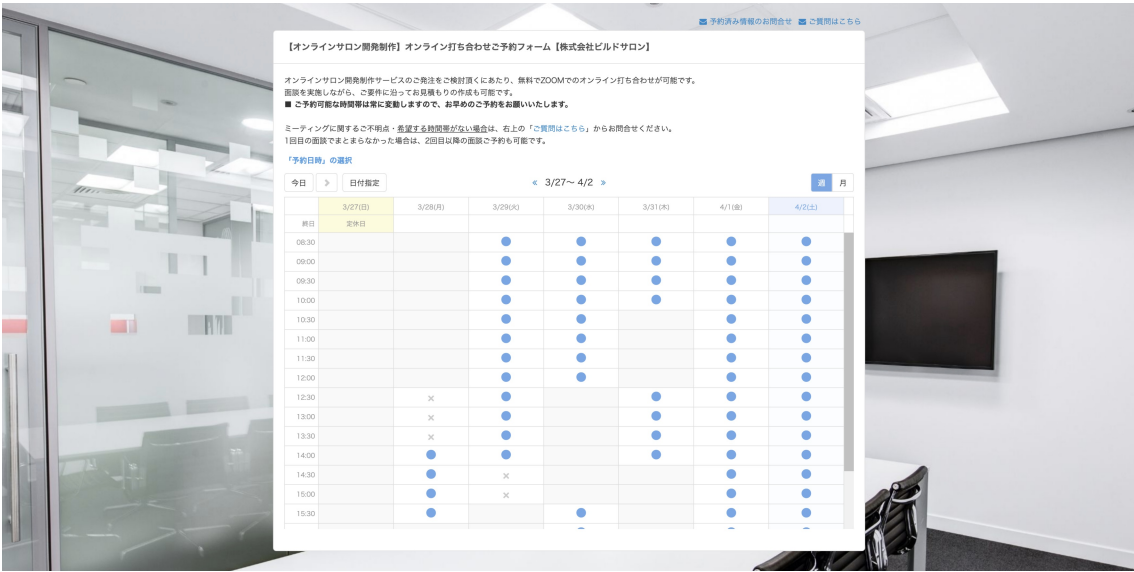 予約済み情報のお問合せ ご質問はこちら
【オンラインサロン開発制作】オンライン打ち合わせご予約フォーム【株式会社ビルドサロン】
オンラインサロン開発制作サービスのご発注をご検討頂くにあたり、無料でZOOMでのオンライン打ち合わせが可能です。
面談を実施しながら、ご要件に沿ってお見積もりの作成も可能です。
■ ご予約可能な時間帯は常に変動しますので、お早めのご予約をお願いいたします。
ミーティングに関するご不明点・希望する時間帯がない場合は、右上の「ご質問はこちら」からお問合せください。
1回目の面談でまとまらなかった場合は、2回目以降の面談ご予約も可能です。
「予約日時」の選択
今日 》 日付指定 « 3/27〜 4/2 » 週 月
3/27(日) 3/28(月) 3/29(火) 3/30(水) 3/31(木) 4/1(金) 4/2(土)
終日 定休日
08:30 ● ● ● ● ●
09:00 ● ● ● ● ●
09:30 ● ● ● ● ●
10:00 ● ● ● ● ●
10:30 ● ● ● ●
11:00 ● ● ● ●
11:30 ● ● ● ●
12:00 ● ● ● ●
12:30 × ● ● ● ●
13:00 × ● ● ● ●
13:30 × ● ● ● ●
14:00 ● ● ● ● ●
14:30 ● × ● ●
15:00 ● × ● ●
15:30 ● ● ● ●